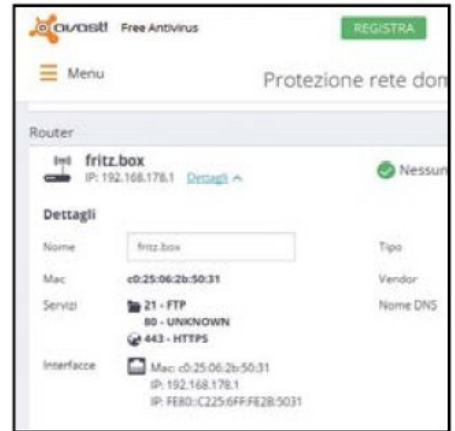 avast! Free Antivirus REGISTRA
Menu Protezione rete dom
Router
fritz.box
IP: 192.168.178.1 Dettagli Nessun
Dettagli
Nome fritz.box Tipo
Mac c0:25:06:2b:50:31 Vendor
Servizi 21 - FTP Nome DNS
80 - UNKNOWN
443 - HTTPS
Interfacce Mac: c0:25:06:2b:50:31
IP: 192.168.178.1
IP: FE80::C225:6FF:FE2B:5031